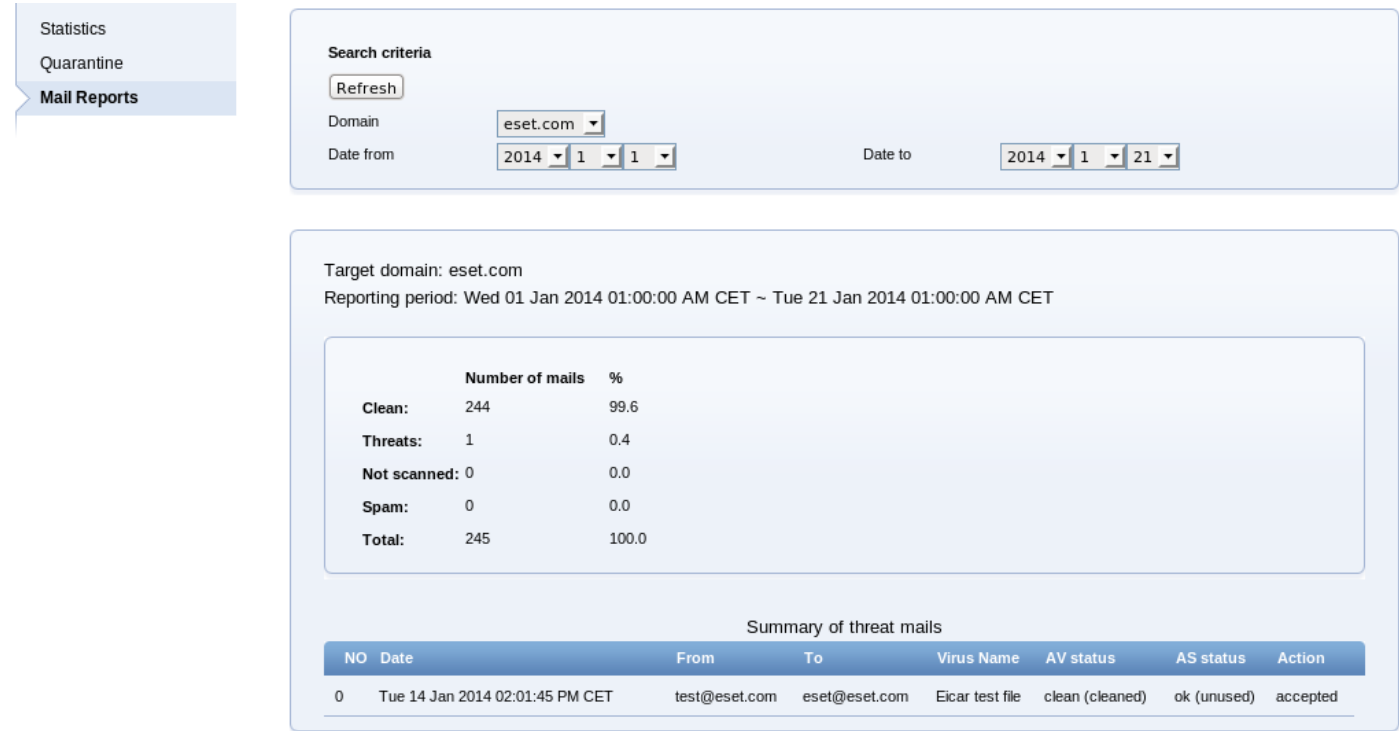 Statistics
Quarantine
Mail Reports
Search criteria
Refresh
Domain eset.com
Date from 2014 1 1 Date to 2014 1 21
Target domain: eset.com
Reporting period: Wed 01 Jan 2014 01:00:00 AM CET ~ Tue 21 Jan 2014 01:00:00 AM CET
Number of mails %
Clean: 244 99.6
Threats: 1 0.4
Not scanned: 0 0.0
Spam: 0 0.0
Total: 245 100.0
Summary of threat mails
NO Date From To Virus Name AV status AS status Action
0 Tue 14 Jan 2014 02:01:45 PM CET test@eset.com eset@eset.com Eicar test file clean (cleaned) ok (unused) accepted